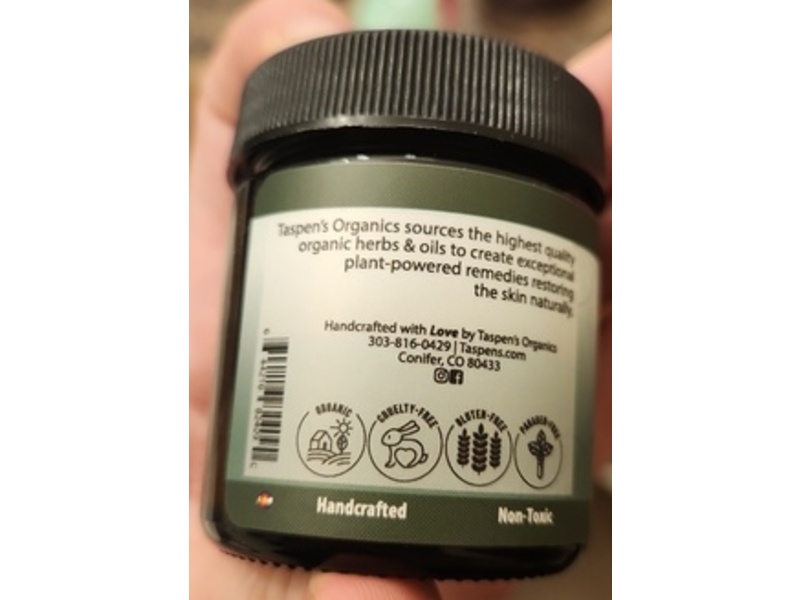 Taspen's Organics sources the highest quality
organic herbs & oils to create exceptional
plant-powered remedies restoring
the skin naturally.
Handcrafted with Love by Taspen's Organics
303-816-0429 | Taspens.com
Conifer, CO 80433
ORGANIC
CRUELTY-FREE
GLUTEN-FREE
PARABEN-FREE
Handcrafted
Non-Toxic